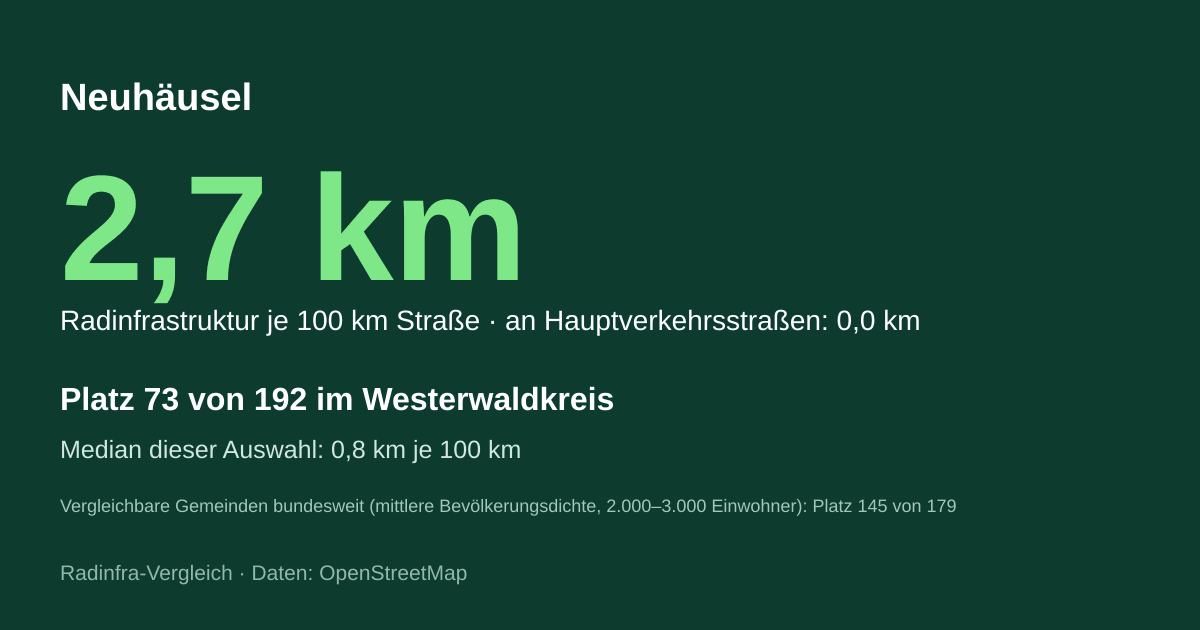 Neuhäusel
2,7 km
Radinfrastruktur je 100 km Straße · an Hauptverkehrsstraßen: 0,0 km
Platz 73 von 192 im Westerwaldkreis
Median dieser Auswahl: 0,8 km je 100 km
Vergleichbare Gemeinden bundesweit (mittlere Bevölkerungsdichte, 2.000–3.000 Einwohner): Platz 145 von 179
Radinfra-Vergleich · Daten: OpenStreetMap